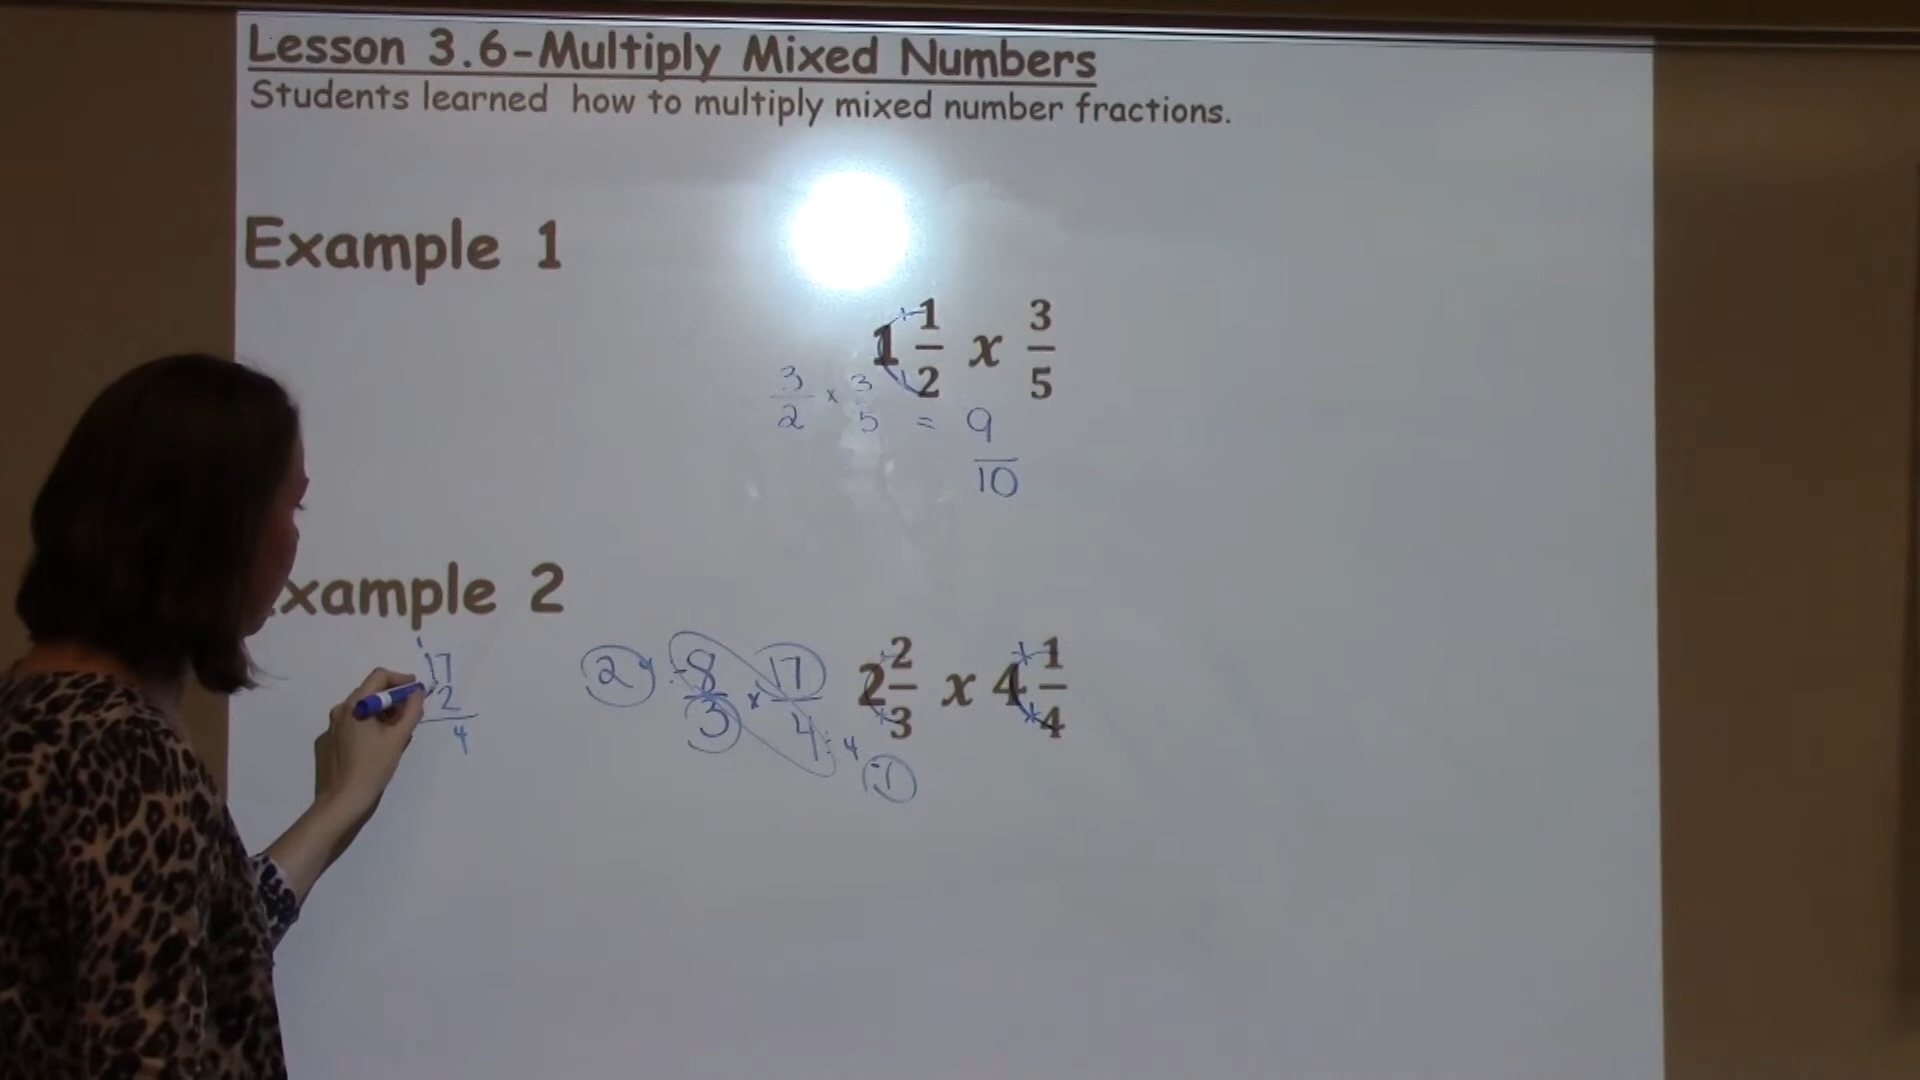 Lesson 3.6-Multiply Mixed Numbers
Students learned how to multiply mixed number fractions.
Example 1
1 1/2 x 3/5
3/2 x 3/5 = 9/10
xample 2
2 2/3 x 4 1/4
2 8/3 x 17/4 ÷ 4 1
1
17
2
4